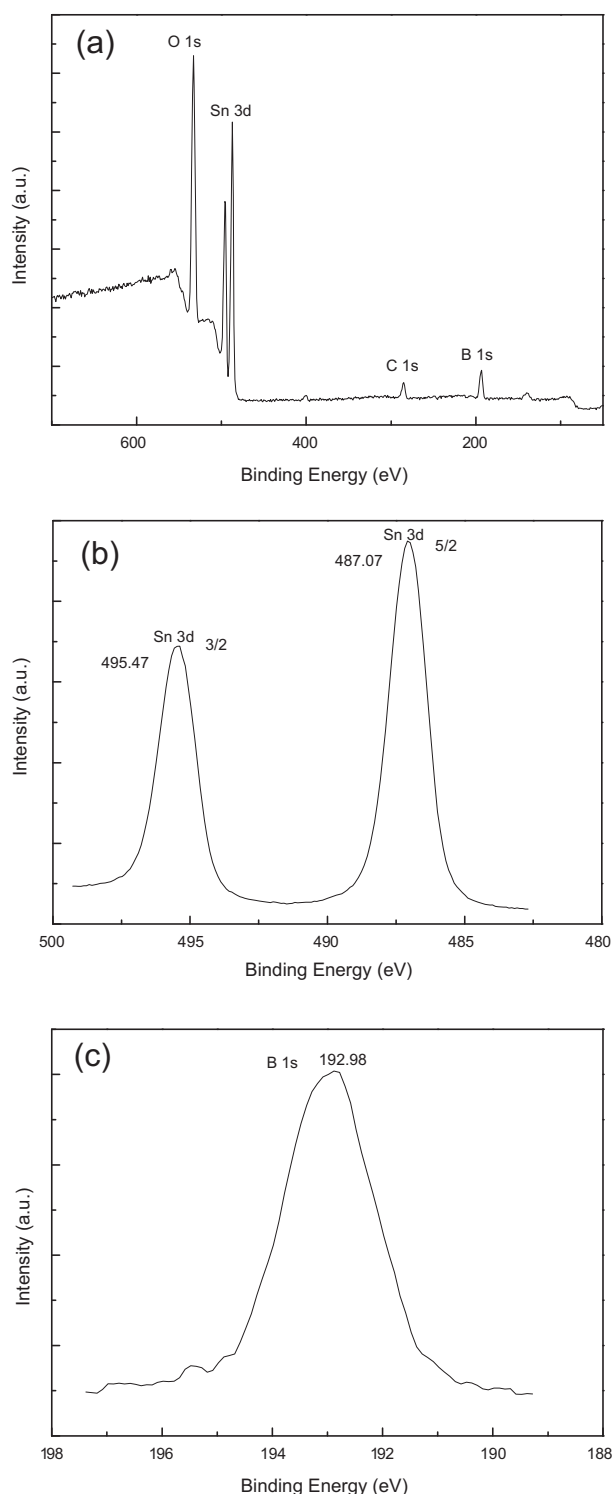 (a)
O 1s
Sn 3d
C 1s
B 1s
Intensity (a.u.)
600 400 200
Binding Energy (eV)
(b)
Sn 3d 5/2
487.07
Sn 3d 3/2
495.47
Intensity (a.u.)
500 495 490 485 480
Binding Energy (eV)
(c)
B 1s 192.98
Intensity (a.u.)
198 196 194 192 190 188
Binding Energy (eV)